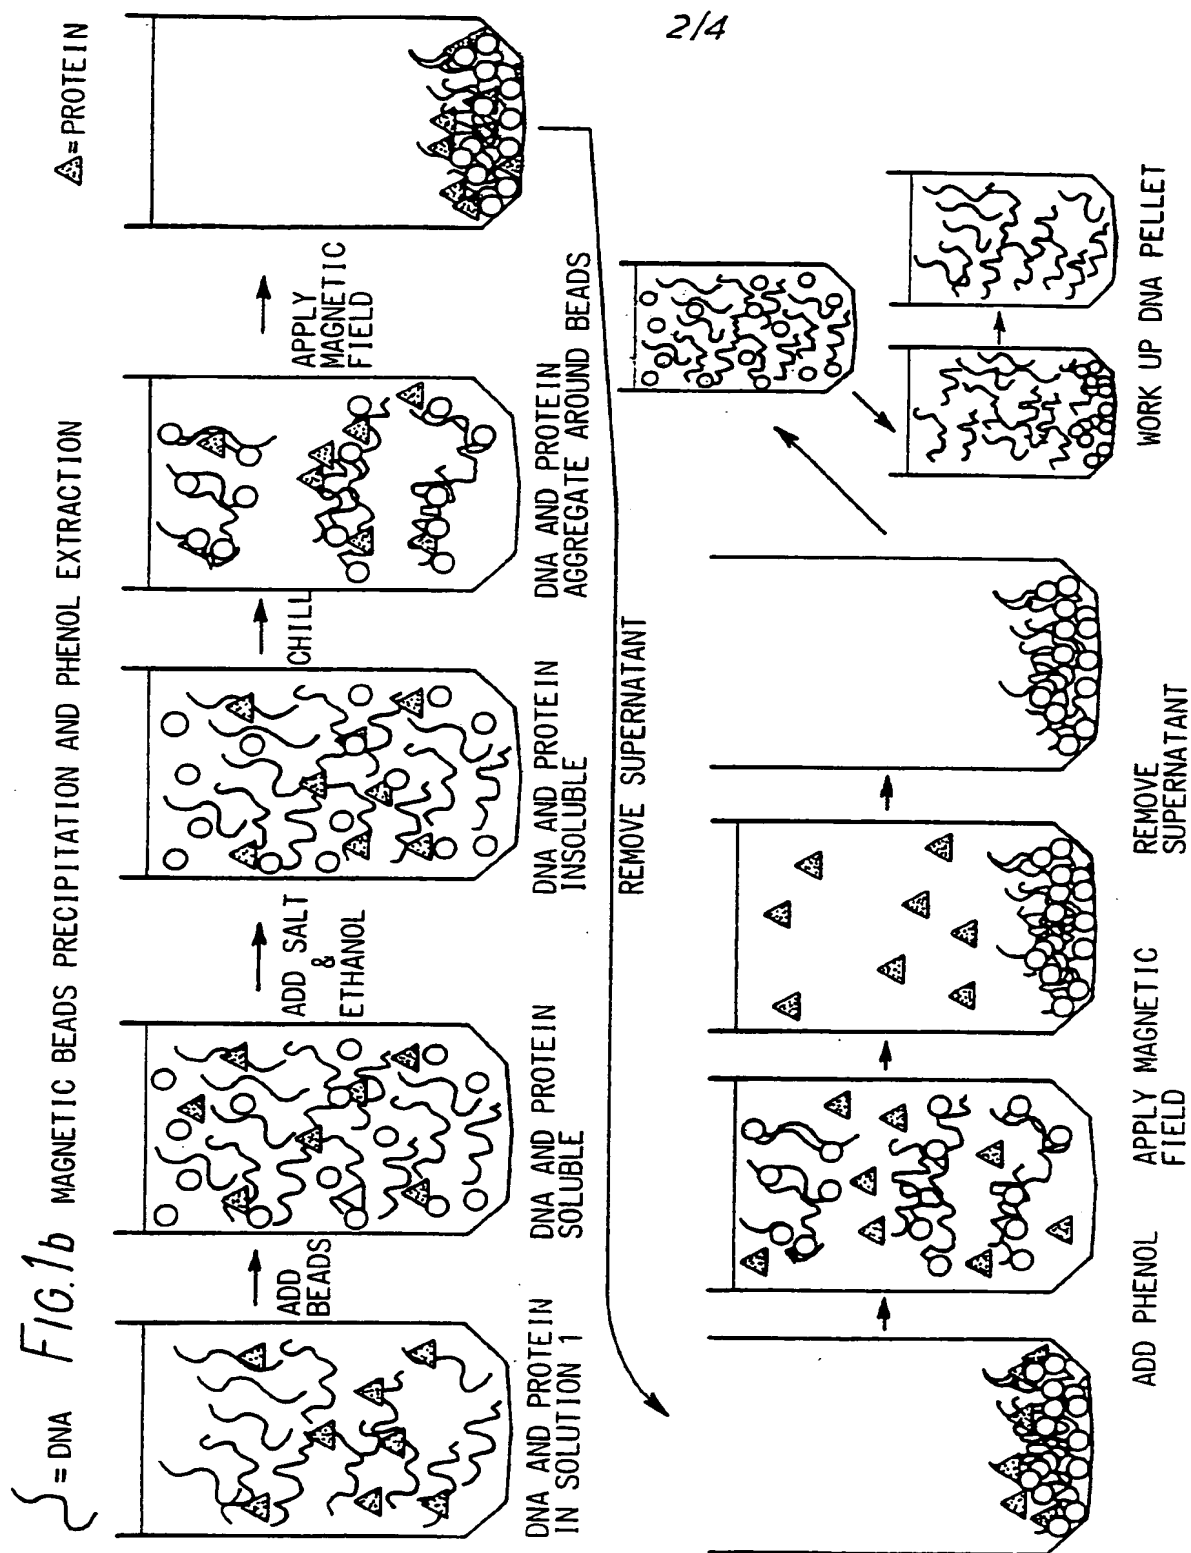 2/4
= DNA
FIG. 1b MAGNETIC BEADS PRECIPITATION AND PHENOL EXTRACTION
= PROTEIN
ADD
BEADS
ADD SALT
&
ETHANOL
CHILL
APPLY
MAGNETIC
FIELD
DNA AND PROTEIN
IN SOLUTION 1
DNA AND PROTEIN
SOLUBLE
DNA AND PROTEIN
INSOLUBLE
DNA AND PROTEIN
AGGREGATE AROUND BEADS
REMOVE SUPERNATANT
ADD PHENOL
APPLY MAGNETIC
FIELD
REMOVE
SUPERNATANT
WORK UP DNA PELLET